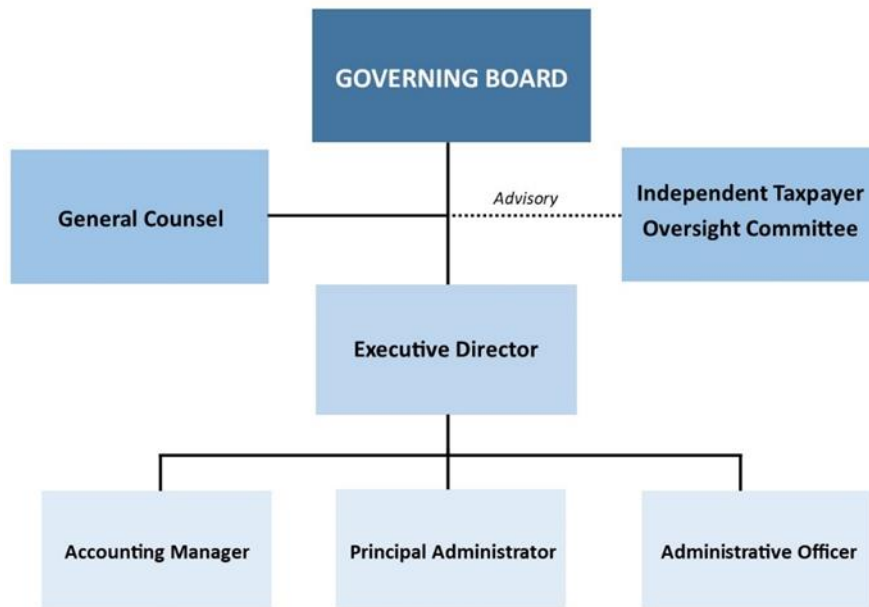 GOVERNING BOARD
General Counsel
Advisory
Independent Taxpayer
Oversight Committee
Executive Director
Accounting Manager
Principal Administrator
Administrative Officer